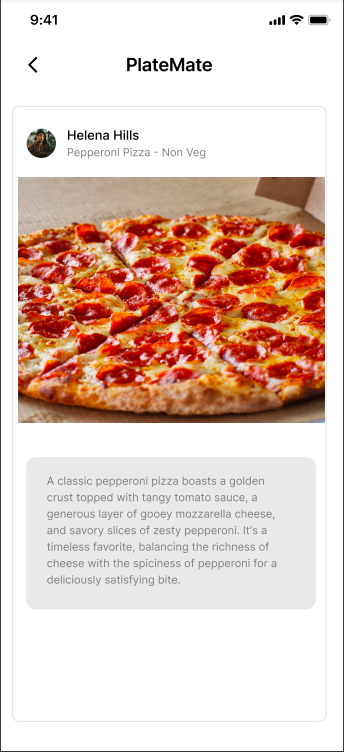 9:41
PlateMate
Helena Hills
Pepperoni Pizza - Non Veg
A classic pepperoni pizza boasts a golden
crust topped with tangy tomato sauce, a
generous layer of gooey mozzarella cheese,
and savory slices of zesty pepperoni. It's a
timeless favorite, balancing the richness of
cheese with the spiciness of pepperoni for a
deliciously satisfying bite.